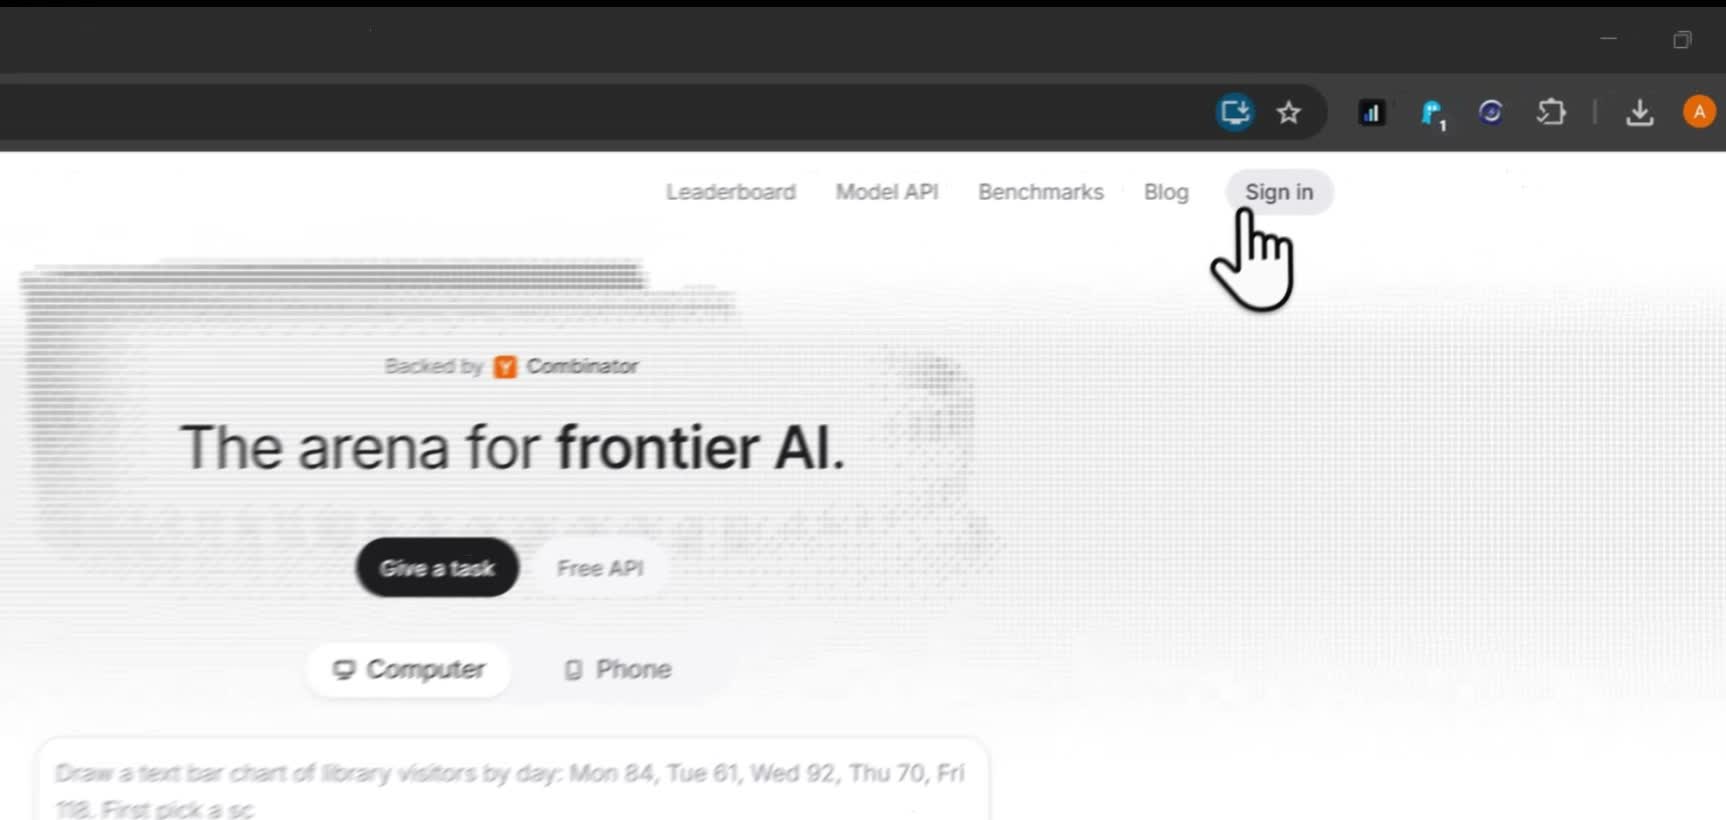 1
A
Leaderboard Model API Benchmarks Blog Sign in
Backed by Y Combinator
The arena for frontier AI.
Give a task Free API
Computer Phone
Draw a text bar chart of library visitors by day: Mon 84, Tue 61, Wed 92, Thu 70, Fri
118. First pick a sc